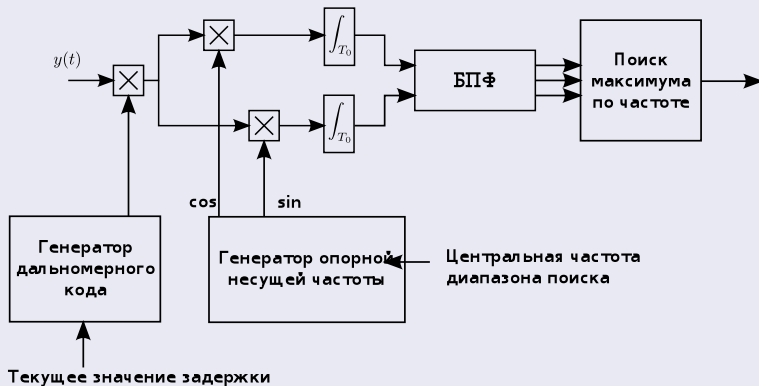 y(t)
∫T₀
БПФ
Поиск
максимума
по частоте
∫T₀
cos
sin
Генератор
дальномерного
кода
Генератор опорной
несущей частоты
Центральная частота
диапазона поиска
Текущее значение задержки